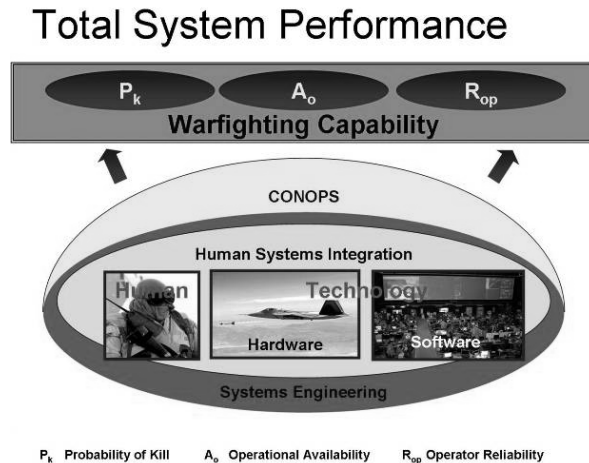 Total System Performance
Pk Ao Rop
Warfighting Capability
CONOPS
Human Systems Integration
Human Technology
Hardware Software
Systems Engineering
Pk Probability of Kill Ao Operational Availability Rop Operator Reliability